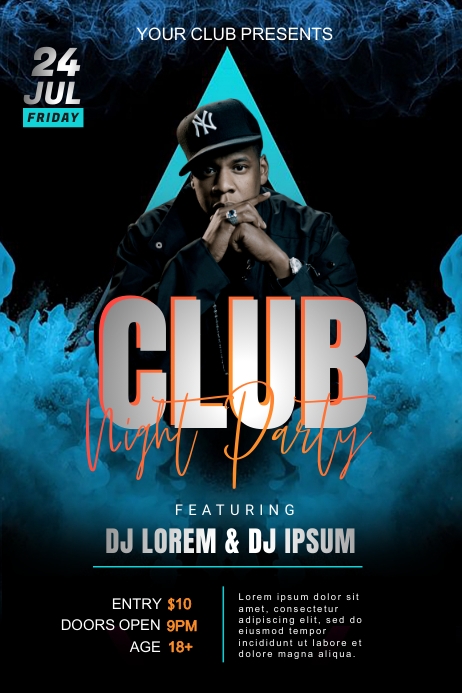 YOUR CLUB PRESENTS
24
JUL
FRIDAY
NY
CLUB
Night Party
FEATURING
DJ LOREM & DJ IPSUM
ENTRY $10
DOORS OPEN 9PM
AGE 18+
Lorem ipsum dolor sit
amet, consectetur
adipiscing elit, sed do
eiusmod tempor
incididunt ut labore et
dolore magna aliqua.